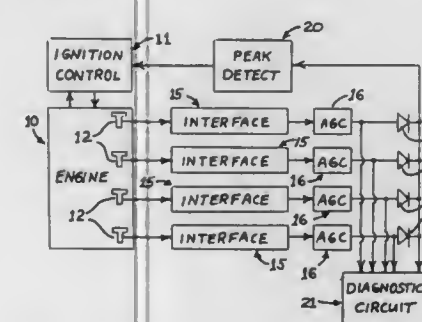 20
11
IGNITION
CONTROL
PEAK
DETECT
15
16
10
12
INTERFACE
AGC
15
INTERFACE
AGC
ENGINE
15
16
INTERFACE
AGC
12
16
INTERFACE
AGC
15
16
21
DIAGNOSTIC
CIRCUIT